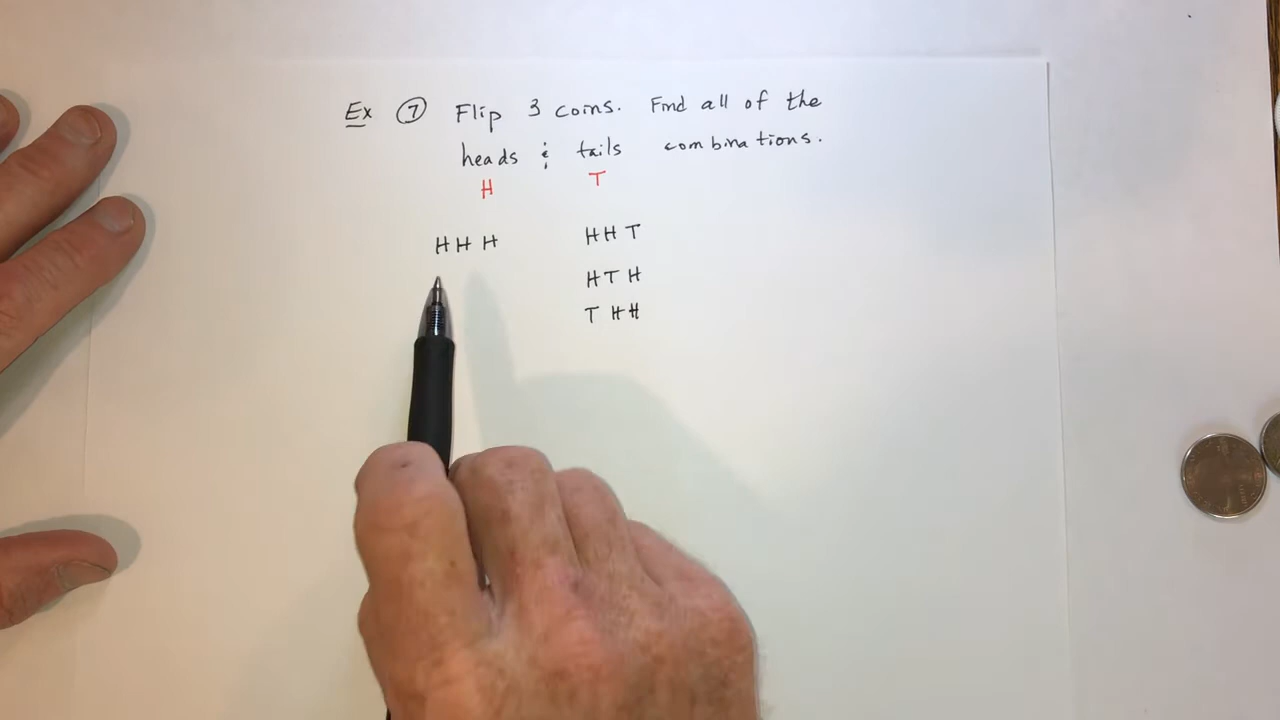 Ex ⑦ Flip 3 coins. Find all of the
heads & tails combinations.
H T
HHH HHT
HTH
THH